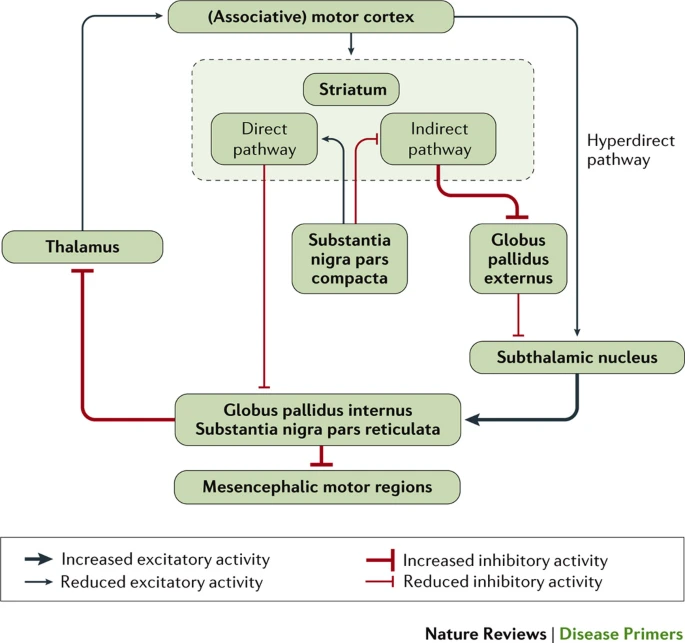 (Associative) motor cortex
Striatum
Direct
pathway
Indirect
pathway
Hyperdirect
pathway
Thalamus
Substantia
nigra pars
compacta
Globus
pallidus
externus
Subthalamic nucleus
Globus pallidus internus
Substantia nigra pars reticulata
Mesencephalic motor regions
Increased excitatory activity
Reduced excitatory activity
Increased inhibitory activity
Reduced inhibitory activity
Nature Reviews | Disease Primers